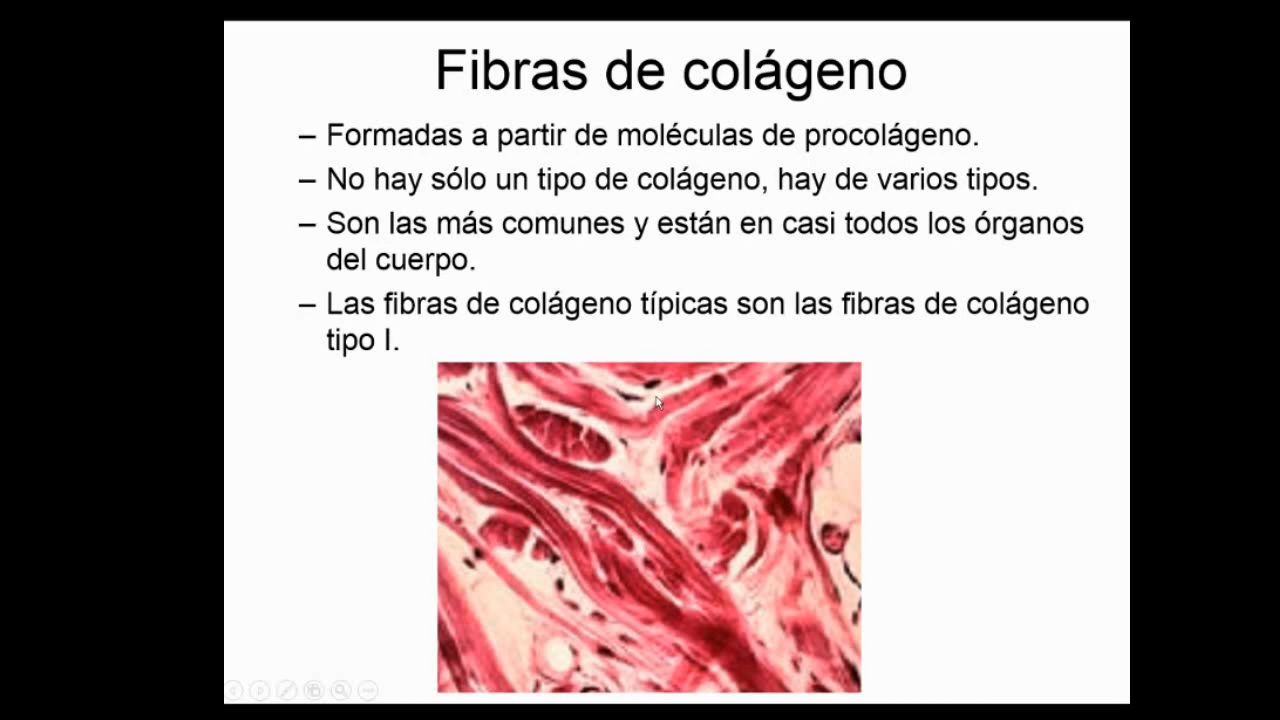 Fibras de colágeno
– Formadas a partir de moléculas de procolágeno.
– No hay sólo un tipo de colágeno, hay de varios tipos.
– Son las más comunes y están en casi todos los órganos
del cuerpo.
– Las fibras de colágeno típicas son las fibras de colágeno
tipo I.